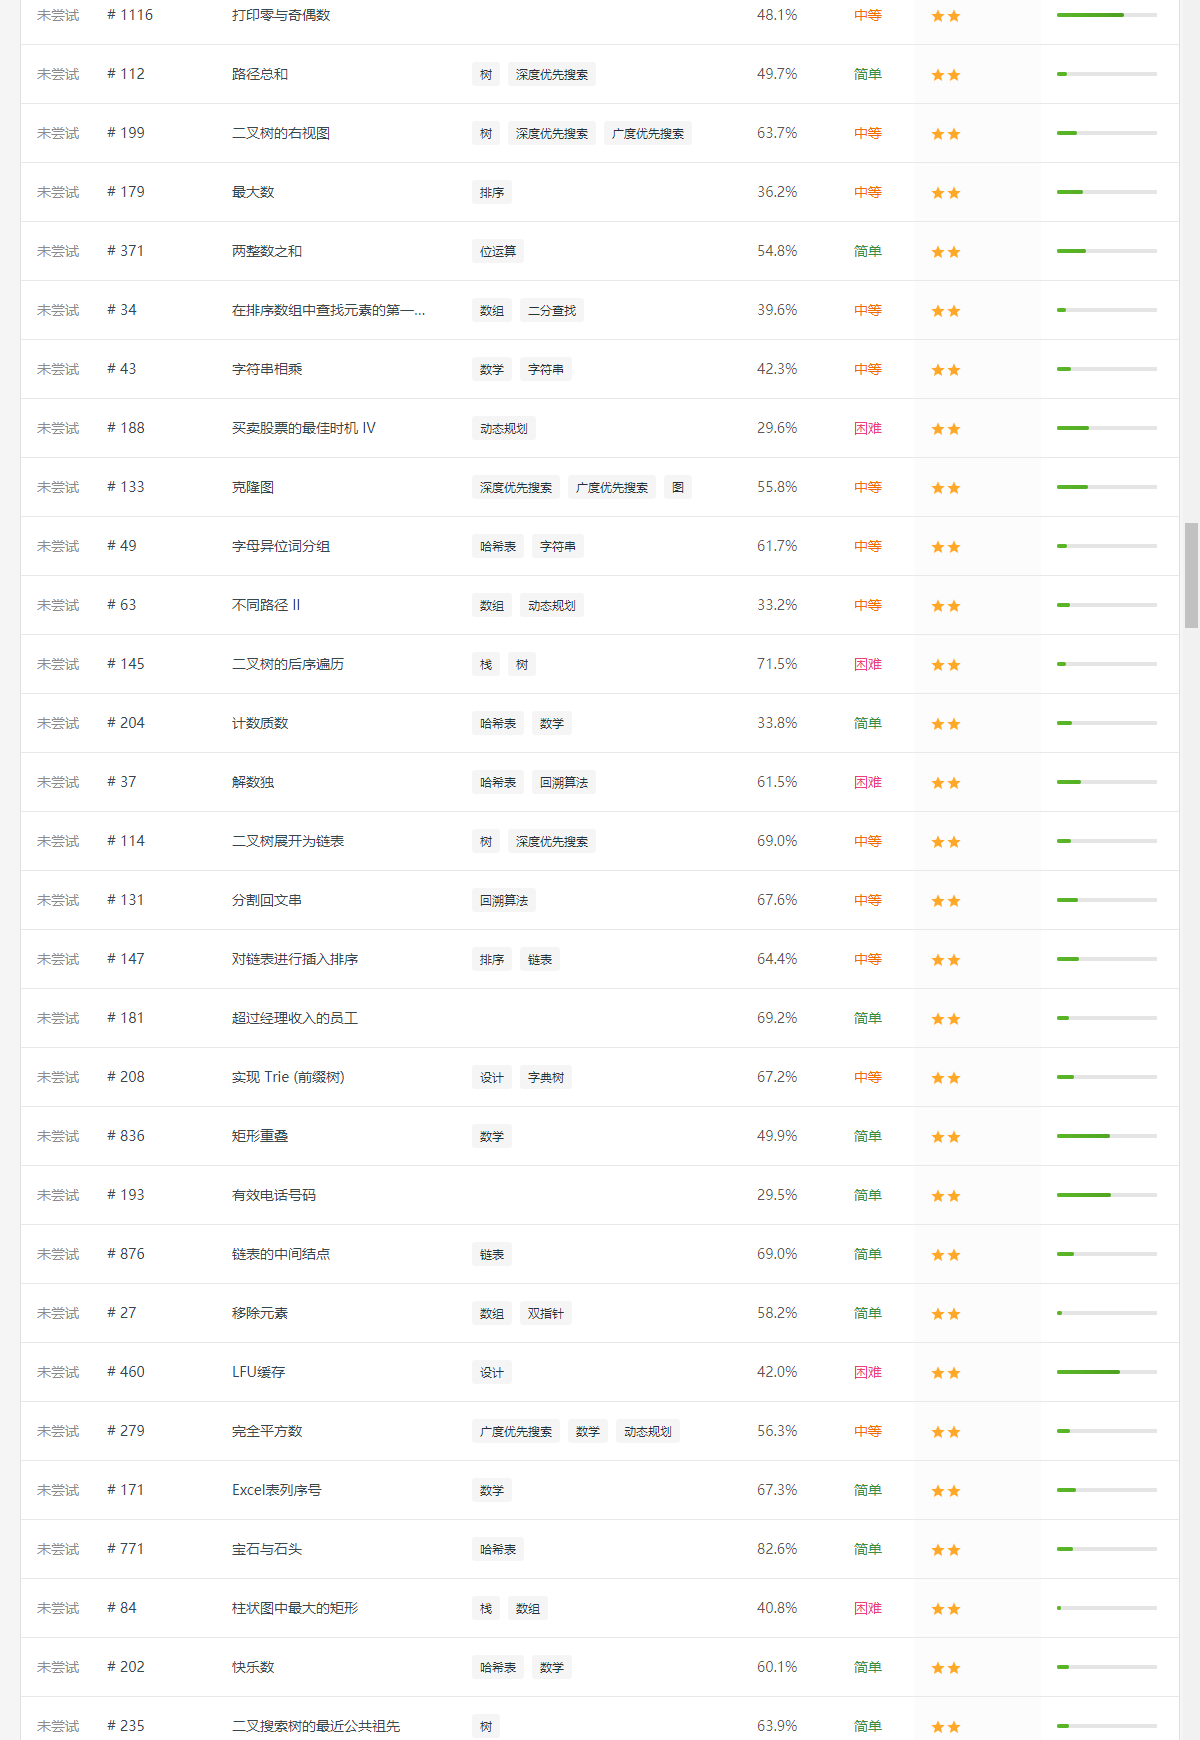 未尝试 # 1116 打印零与奇偶数 48.1% 中等
未尝试 # 112 路径总和 树 深度优先搜索 49.7% 简单
未尝试 # 199 二叉树的右视图 树 深度优先搜索 广度优先搜索 63.7% 中等
未尝试 # 179 最大数 排序 36.2% 中等
未尝试 # 371 两整数之和 位运算 54.8% 简单
未尝试 # 34 在排序数组中查找元素的第一... 数组 二分查找 39.6% 中等
未尝试 # 43 字符串相乘 数学 字符串 42.3% 中等
未尝试 # 188 买卖股票的最佳时机 IV 动态规划 29.6% 困难
未尝试 # 133 克隆图 深度优先搜索 广度优先搜索 图 55.8% 中等
未尝试 # 49 字母异位词分组 哈希表 字符串 61.7% 中等
未尝试 # 63 不同路径 II 数组 动态规划 33.2% 中等
未尝试 # 145 二叉树的后序遍历 栈 树 71.5% 困难
未尝试 # 204 计数质数 哈希表 数学 33.8% 简单
未尝试 # 37 解数独 哈希表 回溯算法 61.5% 困难
未尝试 # 114 二叉树展开为链表 树 深度优先搜索 69.0% 中等
未尝试 # 131 分割回文串 回溯算法 67.6% 中等
未尝试 # 147 对链表进行插入排序 排序 链表 64.4% 中等
未尝试 # 181 超过经理收入的员工 69.2% 简单
未尝试 # 208 实现 Trie (前缀树) 设计 字典树 67.2% 中等
未尝试 # 836 矩形重叠 数学 49.9% 简单
未尝试 # 193 有效电话号码 29.5% 简单
未尝试 # 876 链表的中间结点 链表 69.0% 简单
未尝试 # 27 移除元素 数组 双指针 58.2% 简单
未尝试 # 460 LFU缓存 设计 42.0% 困难
未尝试 # 279 完全平方数 广度优先搜索 数学 动态规划 56.3% 中等
未尝试 # 171 Excel表列序号 数学 67.3% 简单
未尝试 # 771 宝石与石头 哈希表 82.6% 简单
未尝试 # 84 柱状图中最大的矩形 栈 数组 40.8% 困难
未尝试 # 202 快乐数 哈希表 数学 60.1% 简单
未尝试 # 235 二叉搜索树的最近公共祖先 树 63.9% 简单